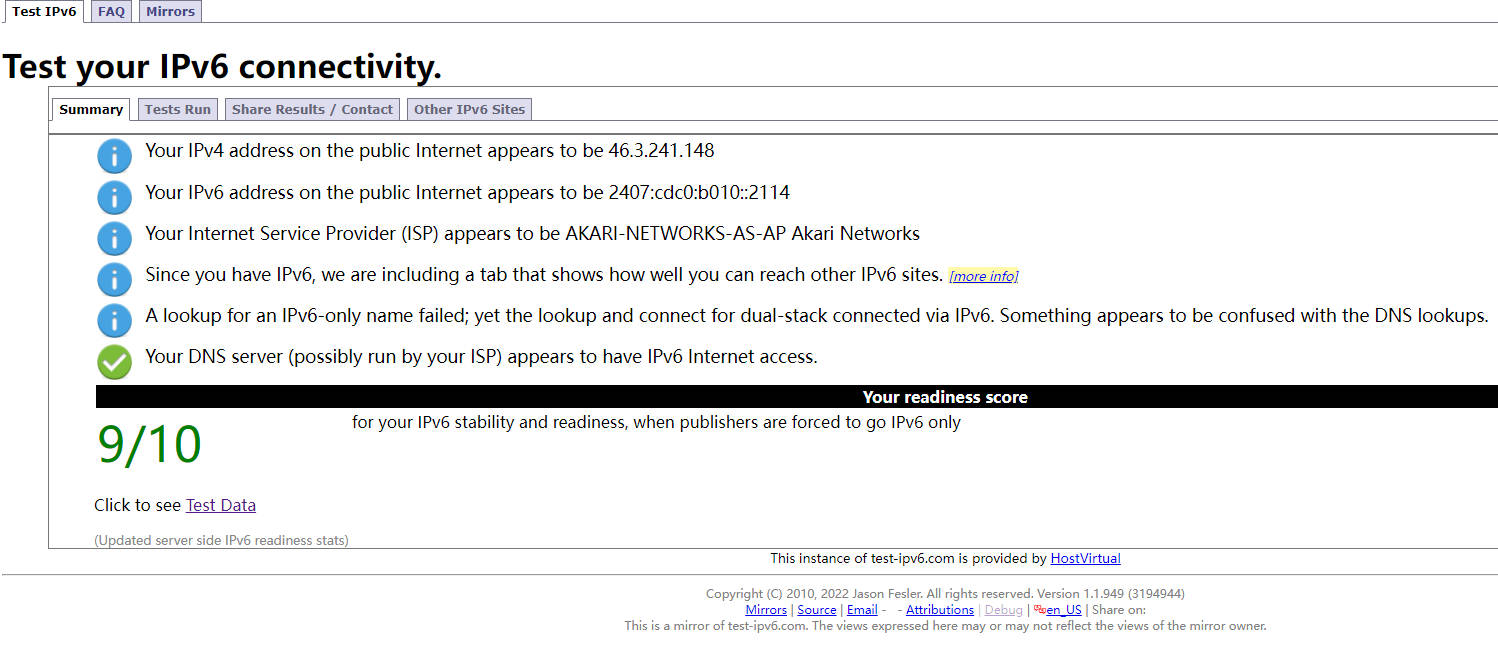 Test IPv6 FAQ Mirrors
Test your IPv6 connectivity.
Summary Tests Run Share Results / Contact Other IPv6 Sites
Your IPv4 address on the public Internet appears to be 46.3.241.148
Your IPv6 address on the public Internet appears to be 2407:cdc0:b010::2114
Your Internet Service Provider (ISP) appears to be AKARI-NETWORKS-AS-AP Akari Networks
Since you have IPv6, we are including a tab that shows how well you can reach other IPv6 sites. [more info]
A lookup for an IPv6-only name failed; yet the lookup and connect for dual-stack connected via IPv6. Something appears to be confused with the DNS lookups.
Your DNS server (possibly run by your ISP) appears to have IPv6 Internet access.
Your readiness score
9/10 for your IPv6 stability and readiness, when publishers are forced to go IPv6 only
Click to see Test Data
(Updated server side IPv6 readiness stats)
This instance of test-ipv6.com is provided by HostVirtual
Copyright (C) 2010, 2022 Jason Fesler. All rights reserved. Version 1.1.949 (3194944)
Mirrors | Source | Email - - Attributions | Debug | en_US | Share on:
This is a mirror of test-ipv6.com. The views expressed here may or may not reflect the views of the mirror owner.